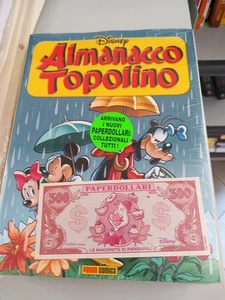 DISNEY
Almanacco
Topolino
ARRIVANO
I NUOVI
PAPERDOLLARI
COLLEZIONALI
TUTTI!
PAPERDOLLARI
500
500
$
$
LE BANCONOTE DI PAPEROPOLI
PANINI COMICS